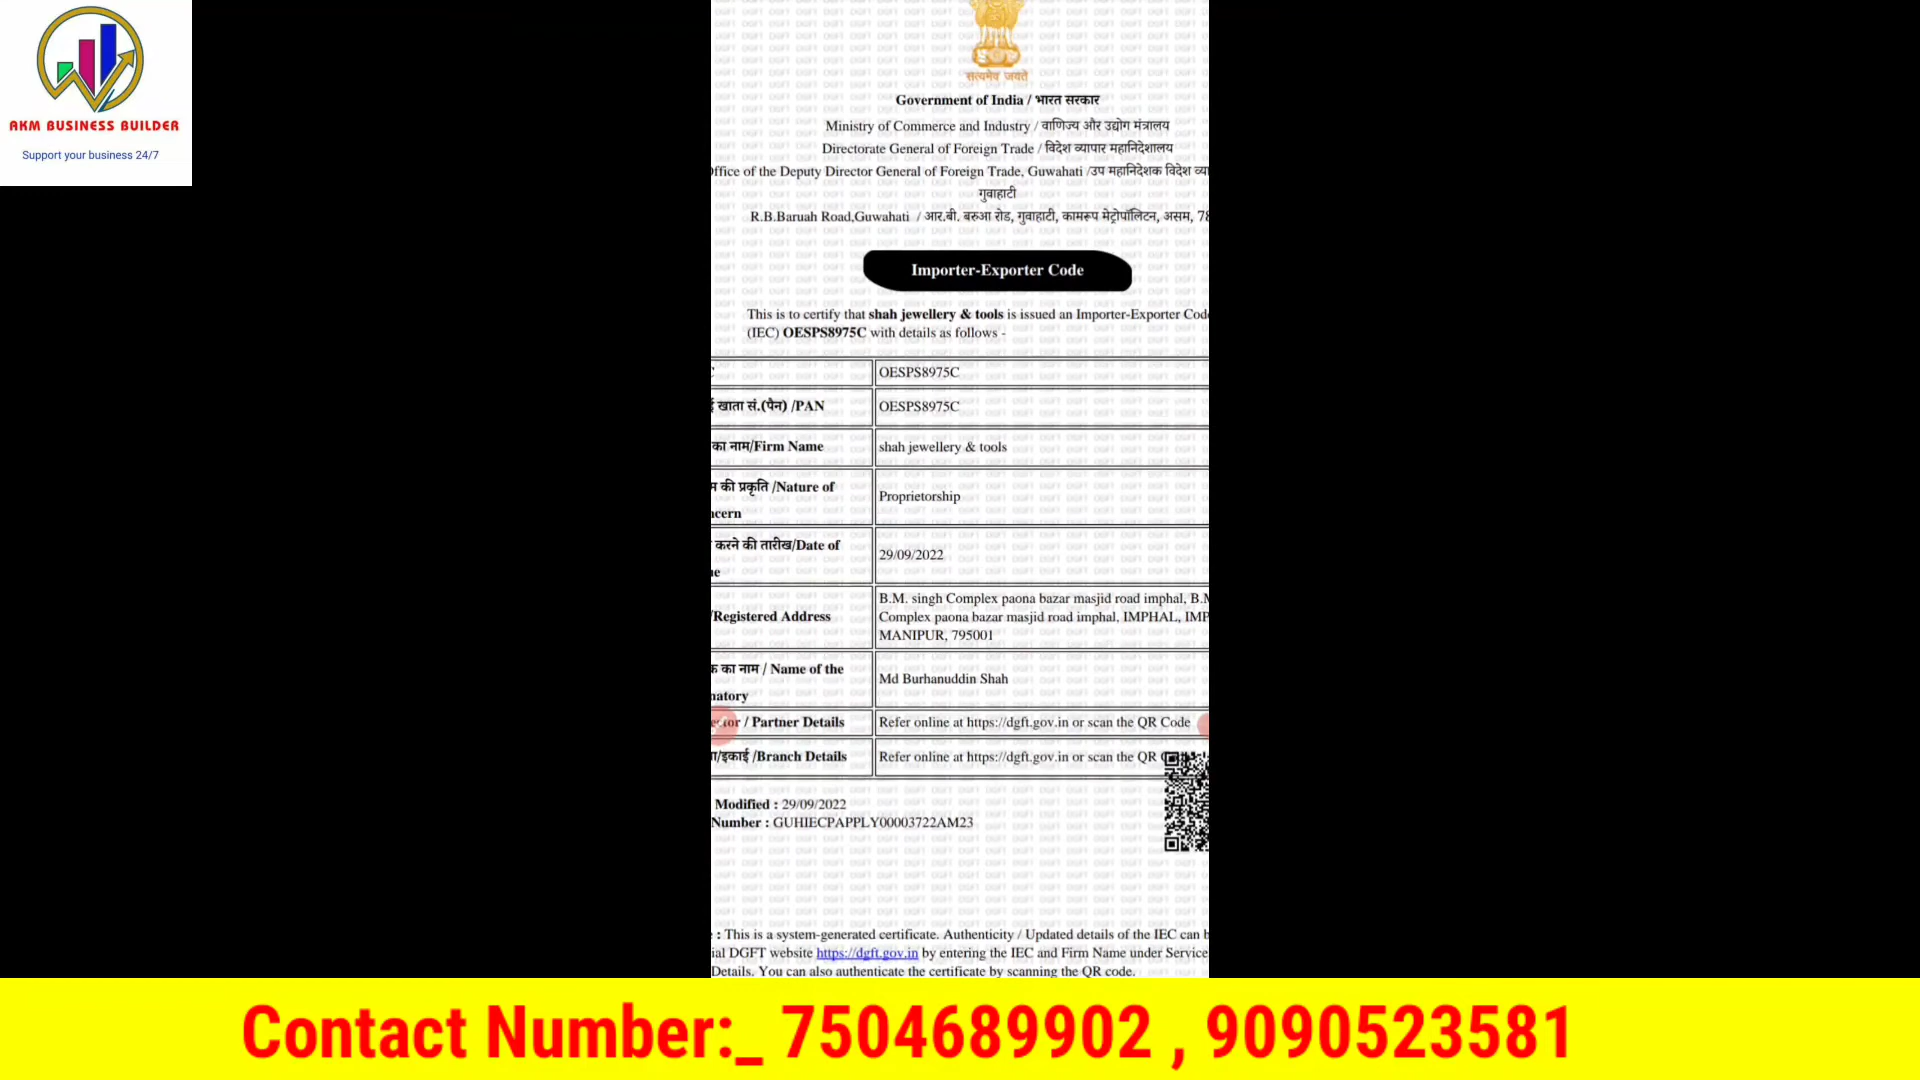 AKM BUSINESS BUILDER
Support your business 24/7
सत्यमेव जयते
Government of India / भारत सरकार
Ministry of Commerce and Industry / वाणिज्य और उद्योग मंत्रालय
Directorate General of Foreign Trade / विदेश व्यापार महानिदेशालय
ffice of the Deputy Director General of Foreign Trade, Guwahati /उप महानिदेशक विदेश व्या
गुवाहाटी
R.B.Baruah Road,Guwahati / आर.बी. बरुआ रोड, गुवाहाटी, कामरूप मेट्रोपॉलिटन, असम, 78
Importer-Exporter Code
This is to certify that shah jewellery & tools is issued an Importer-Exporter Code
(IEC) OESPS8975C with details as follows -
OESPS8975C
खाता सं.(पैन) /PAN OESPS8975C
का नाम/Firm Name shah jewellery & tools
की प्रकृति /Nature of
ncern
Proprietorship
करने की तारीख/Date of
ue
29/09/2022
/Registered Address
B.M. singh Complex paona bazar masjid road imphal, B.M
Complex paona bazar masjid road imphal, IMPHAL, IMP
MANIPUR, 795001
का नाम / Name of the
natory
Md Burhanuddin Shah
ector / Partner Details Refer online at https://dgft.gov.in or scan the QR Code
/इकाई /Branch Details Refer online at https://dgft.gov.in or scan the QR
Modified : 29/09/2022
Number : GUHIECPAPPLY00003722AM23
: This is a system-generated certificate. Authenticity / Updated details of the IEC can b
ial DGFT website https://dgft.gov.in by entering the IEC and Firm Name under Service
Details. You can also authenticate the certificate by scanning the QR code.
Contact Number:_ 7504689902 , 9090523581